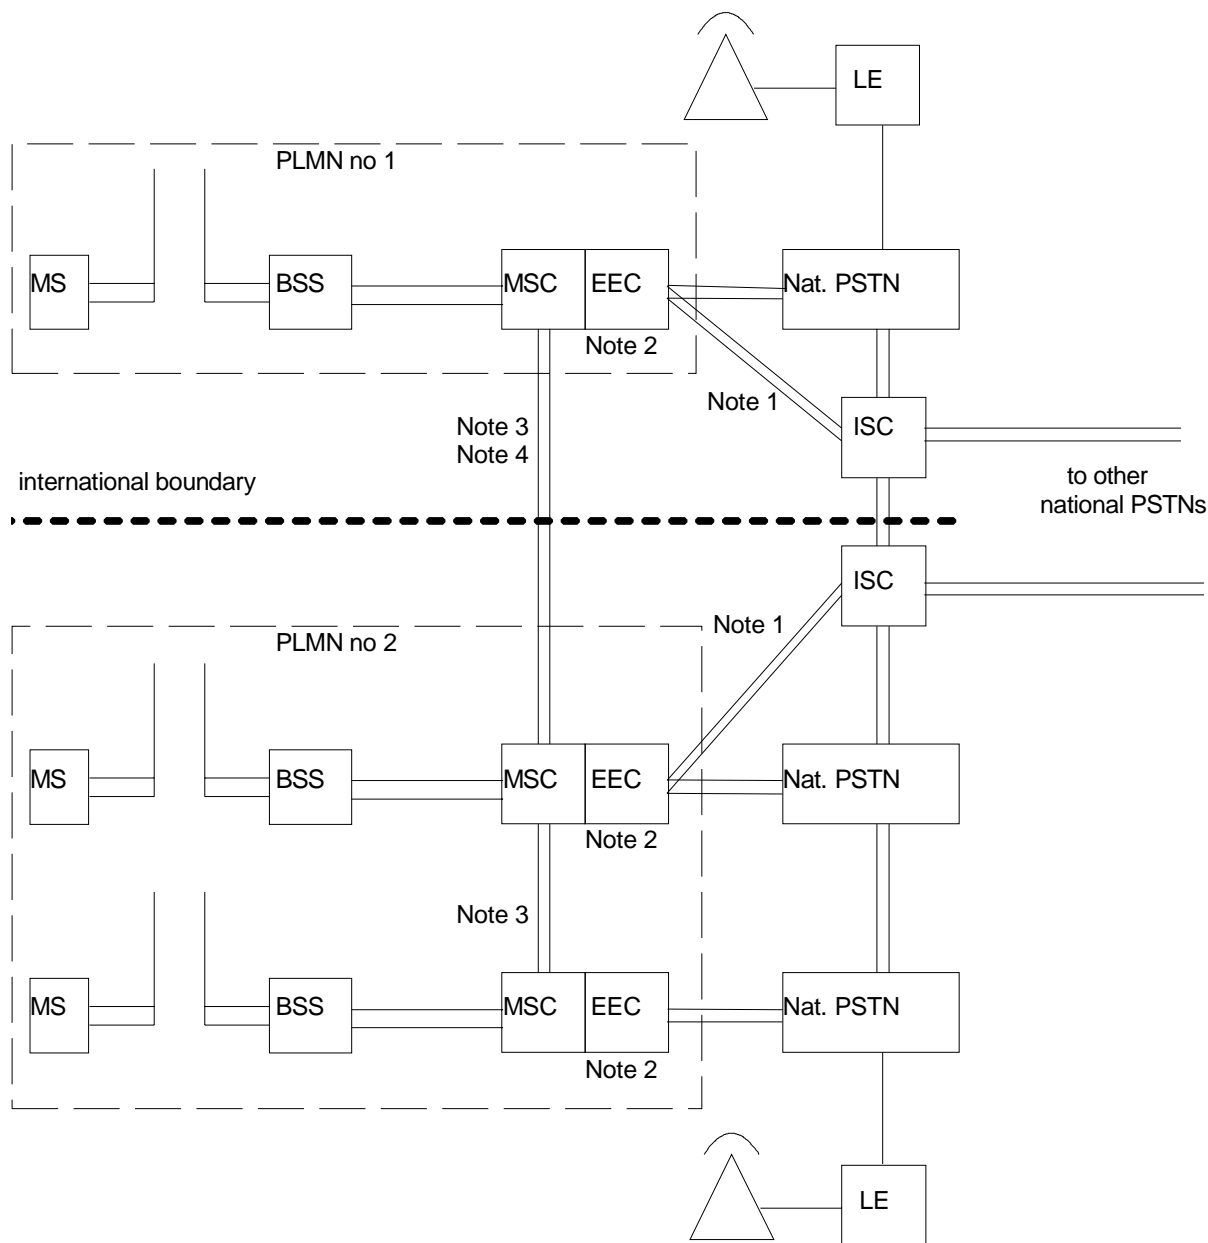 LE
PLMN no 1
MS
BSS
MSC
EEC
Nat. PSTN
Note 2
Note 1
Note 3
Note 4
ISC
international boundary
to other
national PSTNs
ISC
Note 1
PLMN no 2
MS
BSS
MSC
EEC
Nat. PSTN
Note 2
Note 3
MS
BSS
MSC
EEC
Nat. PSTN
Note 2
LE